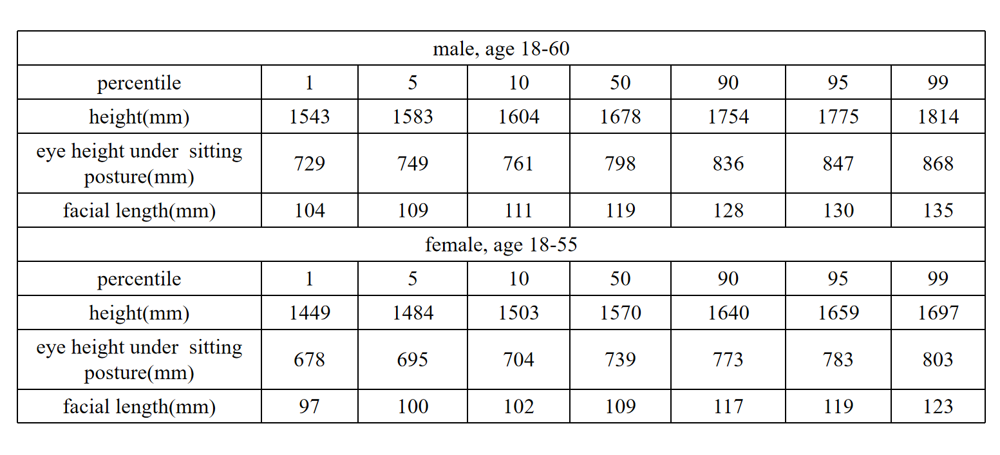 male, age 18-60
percentile 1 5 10 50 90 95 99
height(mm) 1543 1583 1604 1678 1754 1775 1814
eye height under sitting
posture(mm) 729 749 761 798 836 847 868
facial length(mm) 104 109 111 119 128 130 135
female, age 18-55
percentile 1 5 10 50 90 95 99
height(mm) 1449 1484 1503 1570 1640 1659 1697
eye height under sitting
posture(mm) 678 695 704 739 773 783 803
facial length(mm) 97 100 102 109 117 119 123